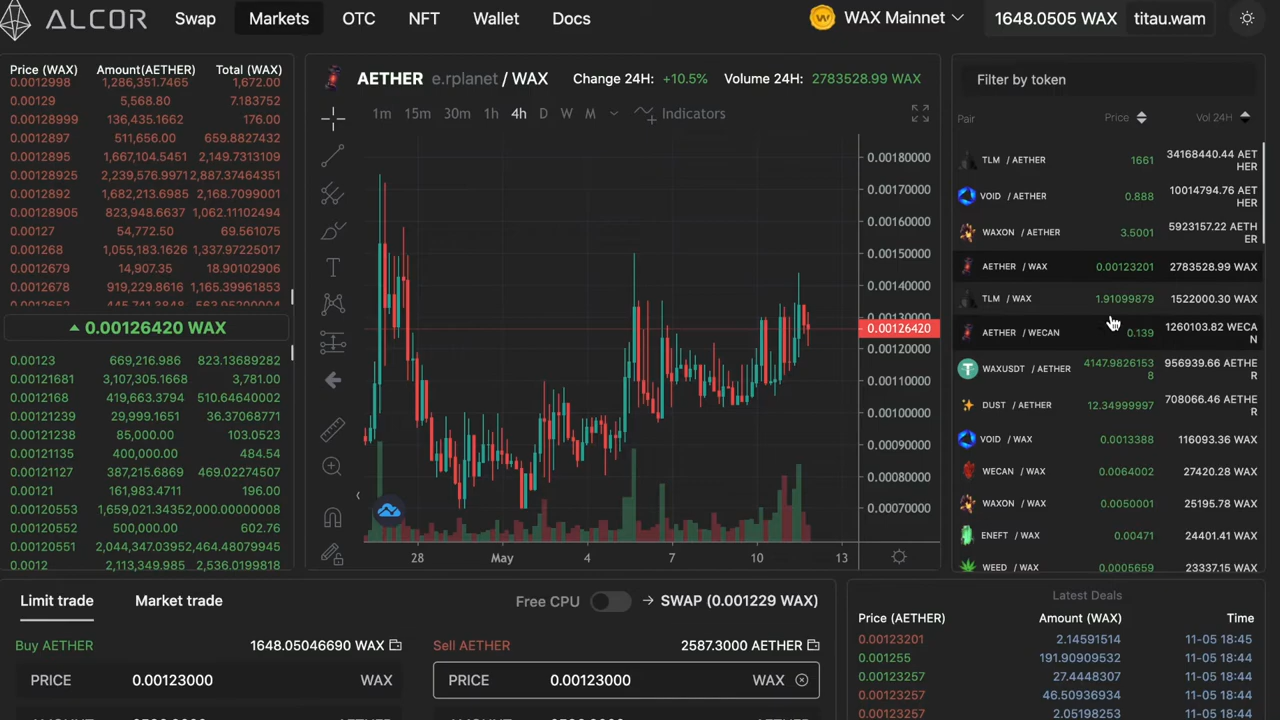 ALCOR Swap Markets OTC NFT Wallet Docs WAX Mainnet 1648.0505 WAX titau.wam
Price (WAX) Amount(AETHER) Total (WAX)
0.0012998 1,286,351.7465 1,672.00
0.00129 5,568.80 7.183752
0.00128999 136,435.1662 176.00
0.001289 511,656.00 659.8827432
0.0012895 1,667,104.5451 2,149.7313109
0.00128925 2,239,576.9971 2,887.37464351
0.0012892 1,682,213.6985 2,168.7099001
0.00128905 823,948.6637 1,062.11102494
0.00127 54,772.50 69.561075
0.001268 1,055,183.1626 1,337.97225017
0.0012679 14,907.35 18.90102906
0.0012678 919,229.8616 1,165.39961853
0.0012652 445,741.3848 563.95200004
0.00126420 WAX
0.00123 669,216.986 823.13689282
0.00121681 3,107,305.1668 3,781.00
0.0012168 419,663.3794 510.64640002
0.00121239 29,999.1651 36.37068771
0.00121238 85,000.00 103.0523
0.00121135 400,000.00 484.54
0.00121127 387,215.6869 469.02274507
0.00121 161,983.4711 196.00
0.00120553 1,659,021.3435 2,000.00000008
0.00120552 500,000.00 602.76
0.00120551 2,044,347.0395 2,464.48079945
0.0012 2,113,349.985 2,536.0199818
AETHER e.rplanet / WAX Change 24H: +10.5% Volume 24H: 2783528.99 WAX
1m 15m 30m 1h 4h D W M Indicators
0.00180000
0.00170000
0.00160000
0.00150000
0.00140000
0.00126420
0.00120000
0.00110000
0.00100000
0.00090000
0.00080000
0.00070000
28 May 4 7 10 13
Filter by token
Pair Price Vol 24H
TLM / AETHER 1661 34168440.44 AET
HER
VOID / AETHER 0.888 10014794.76 AET
HER
WAXON / AETHER 3.5001 5923157.22 AETH
ER
AETHER / WAX 0.00123201 2783528.99 WAX
TLM / WAX 1.91099879 1522000.30 WAX
AETHER / WECAN 0.139 1260103.82 WECA
N
WAXUSDT / AETHER 4147.9826153 956939.66 AETHE
8 R
DUST / AETHER 12.34999997 708066.46 AETHE
R
VOID / WAX 0.0013388 116093.36 WAX
WECAN / WAX 0.0064002 27420.28 WAX
WAXON / WAX 0.0050001 25195.78 WAX
ENEFT / WAX 0.00471 24401.41 WAX
WEED / WAX 0.0005659 23337.15 WAX
Limit trade Market trade Free CPU → SWAP (0.001229 WAX)
Buy AETHER 1648.05046690 WAX
PRICE 0.00123000 WAX
Sell AETHER 2587.3000 AETHER
PRICE 0.00123000 WAX
Latest Deals
Price (AETHER) Amount (WAX) Time
0.00123201 2.14591514 11-05 18:45
0.001255 191.90909532 11-05 18:44
0.00123257 27.4448307 11-05 18:44
0.00123257 46.50936934 11-05 18:44
0.00123257 2.05198253 11-05 18:44